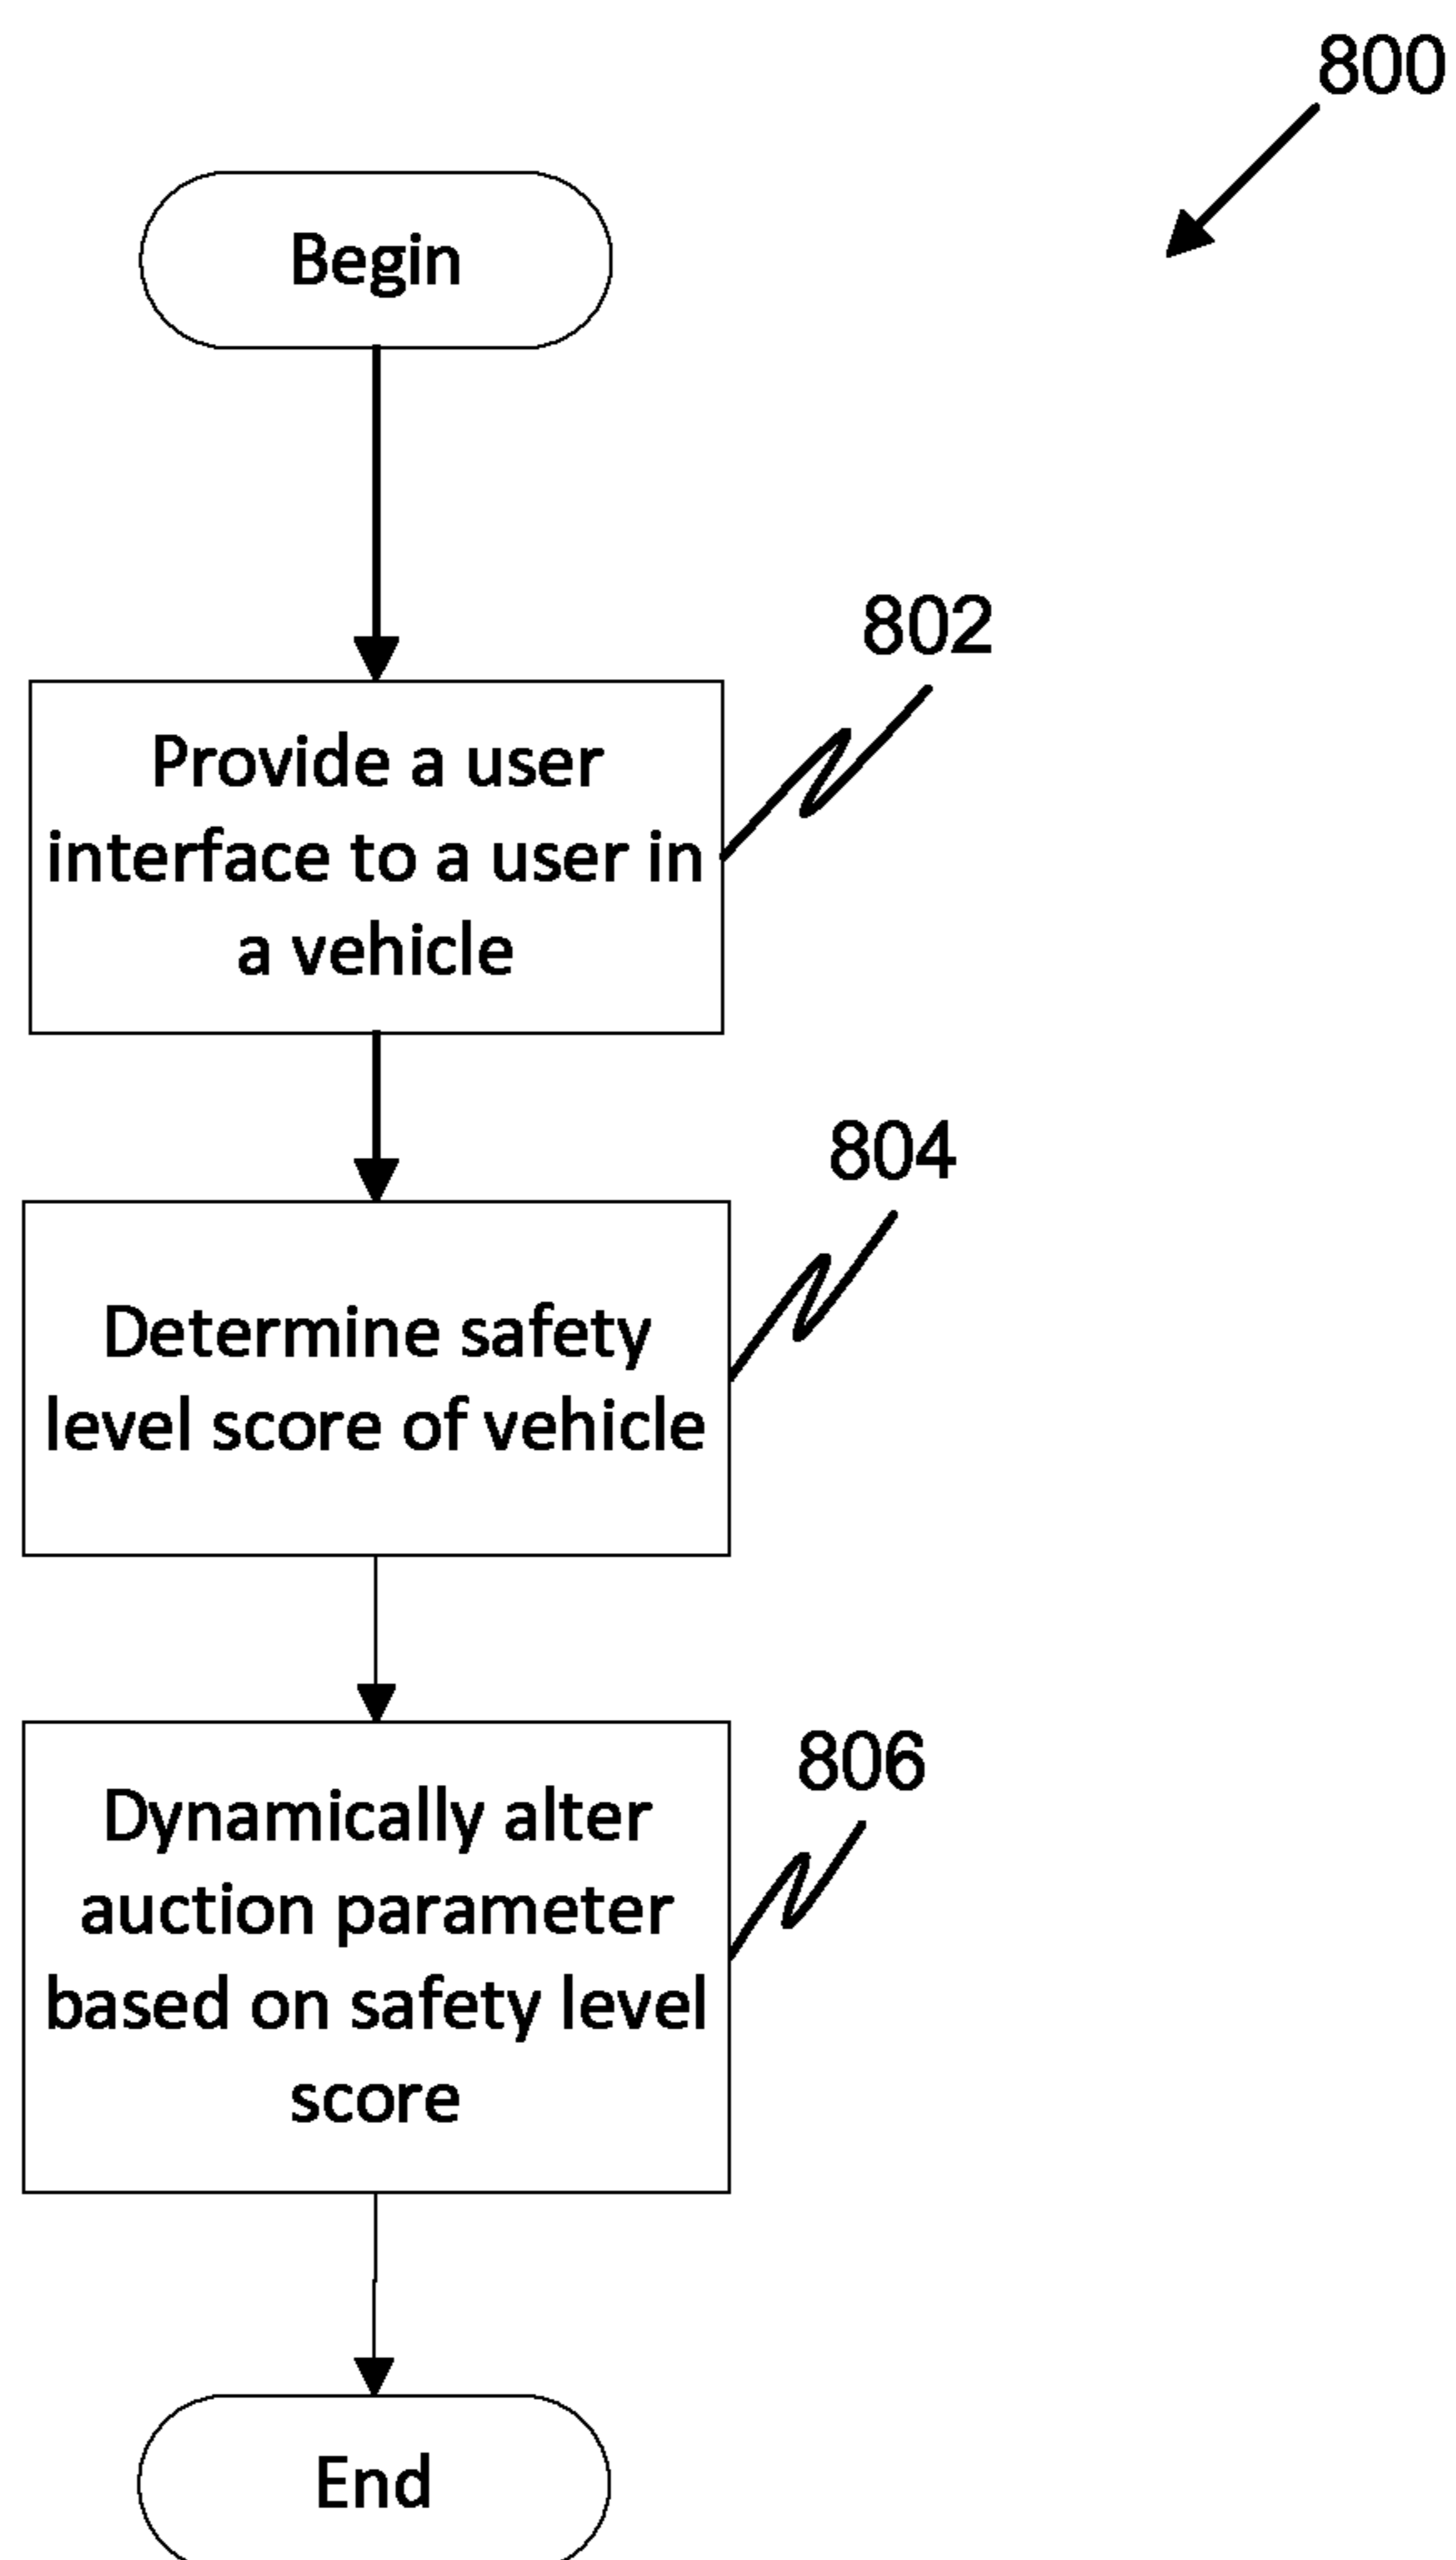 800
Begin
802
Provide a user
interface to a user in
a vehicle
804
Determine safety
level score of vehicle
806
Dynamically alter
auction parameter
based on safety level
score
End